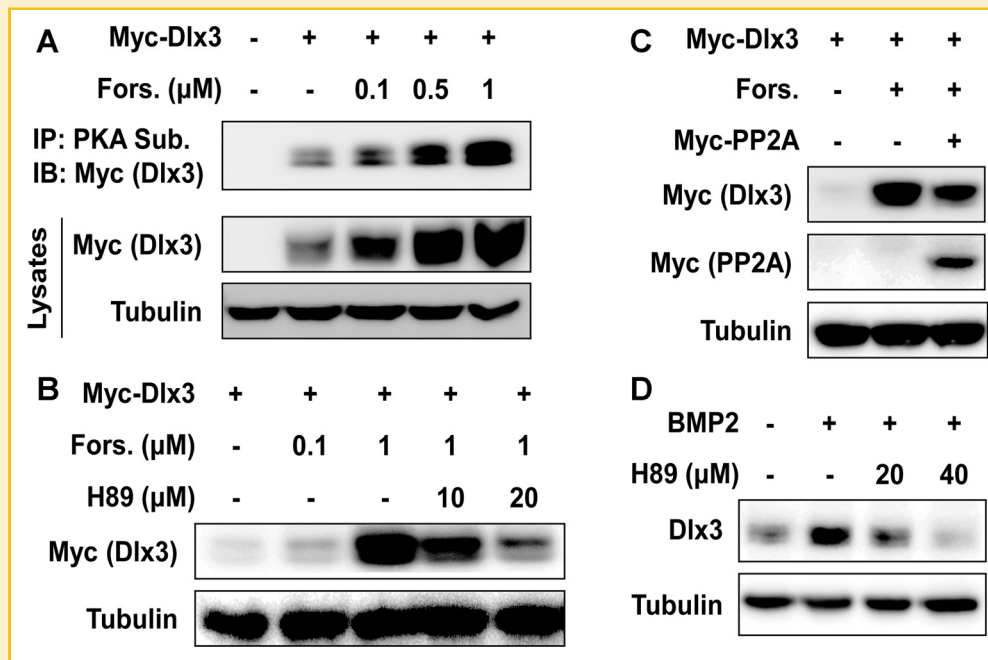 A
Myc-Dlx3 - + + + +
Fors. (µM) - - 0.1 0.5 1
IP: PKA Sub.
IB: Myc (Dlx3)
Lysates
Myc (Dlx3)
Tubulin
B
Myc-Dlx3 + + + + +
Fors. (µM) - 0.1 1 1 1
H89 (µM) - - - 10 20
Myc (Dlx3)
Tubulin
C
Myc-Dlx3 + + +
Fors. - + +
Myc-PP2A - - +
Myc (Dlx3)
Myc (PP2A)
Tubulin
D
BMP2 - + + +
H89 (µM) - - 20 40
Dlx3
Tubulin